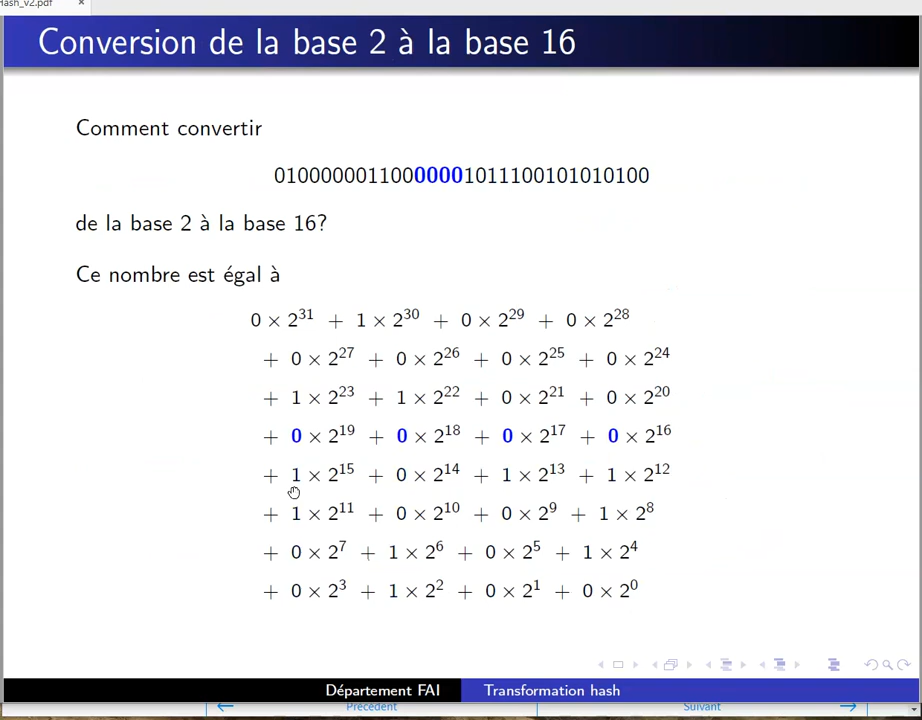 Hash_v2.pdf ×
Conversion de la base 2 à la base 16
Comment convertir
01000000110000001011100101010100
de la base 2 à la base 16?
Ce nombre est égal à
0 × 2³¹ + 1 × 2³⁰ + 0 × 2²⁹ + 0 × 2²⁸
+ 0 × 2²⁷ + 0 × 2²⁶ + 0 × 2²⁵ + 0 × 2²⁴
+ 1 × 2²³ + 1 × 2²² + 0 × 2²¹ + 0 × 2²⁰
+ 0 × 2¹⁹ + 0 × 2¹⁸ + 0 × 2¹⁷ + 0 × 2¹⁶
+ 1 × 2¹⁵ + 0 × 2¹⁴ + 1 × 2¹³ + 1 × 2¹²
+ 1 × 2¹¹ + 0 × 2¹⁰ + 0 × 2⁹ + 1 × 2⁸
+ 0 × 2⁷ + 1 × 2⁶ + 0 × 2⁵ + 1 × 2⁴
+ 0 × 2³ + 1 × 2² + 0 × 2¹ + 0 × 2⁰
Département FAI Transformation hash
Précédent Suivant